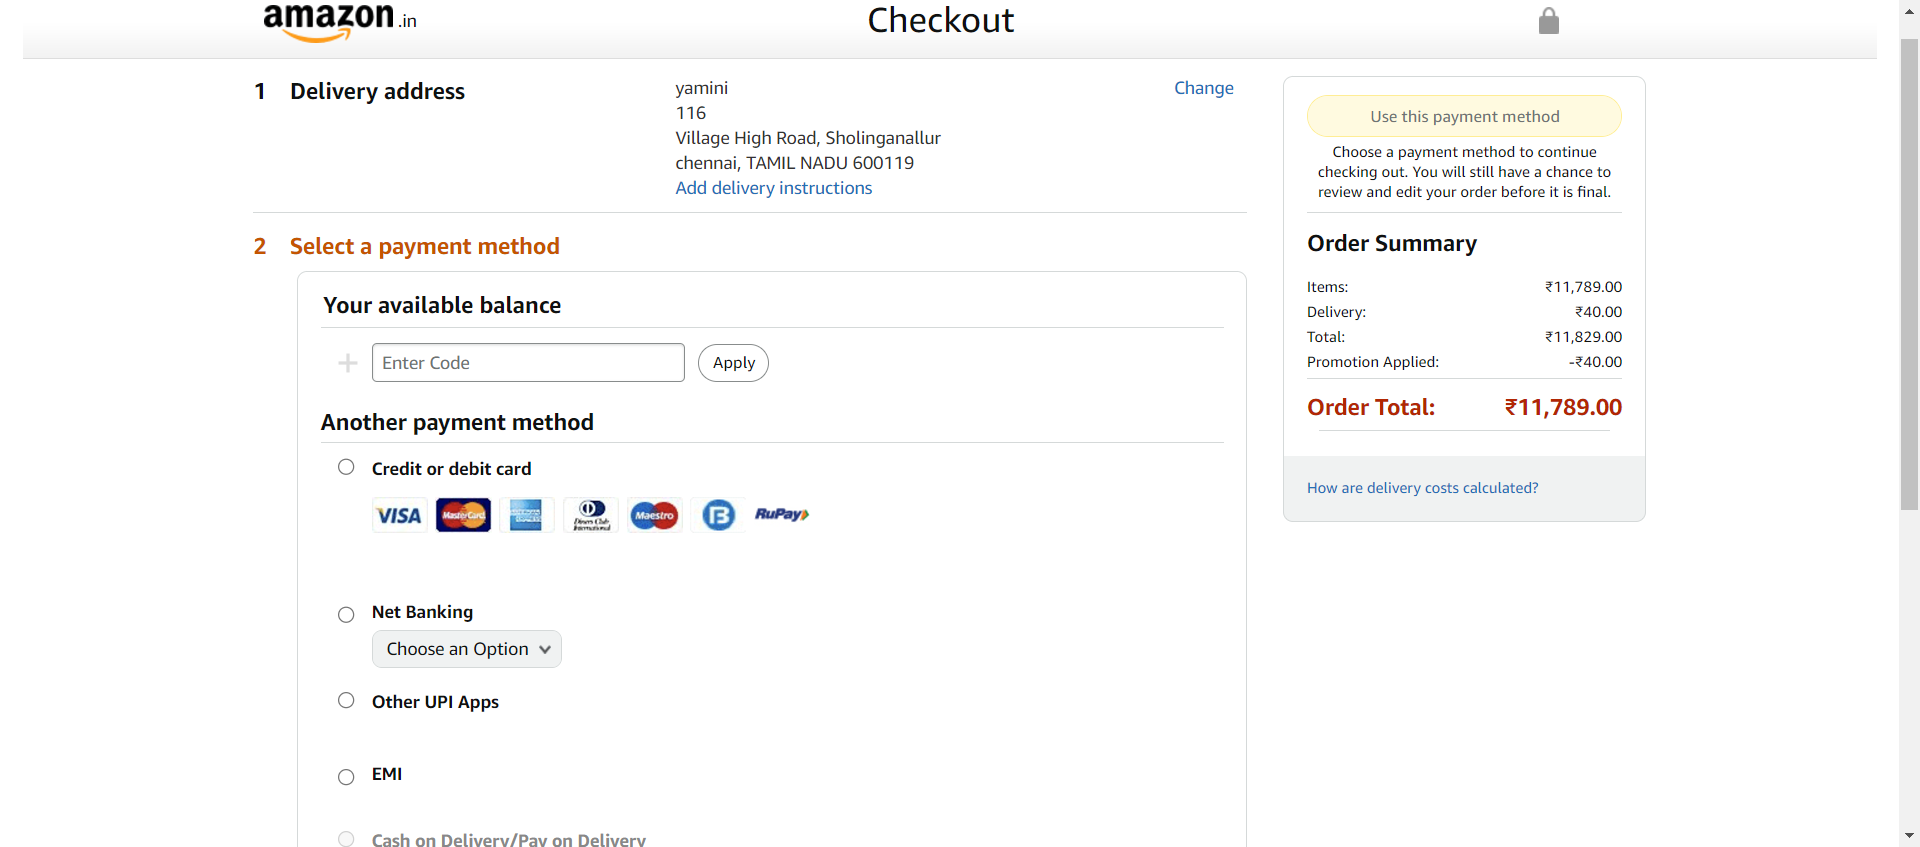 amazon.in
Checkout
1 Delivery address
yamini
116
Village High Road, Sholinganallur
chennai, TAMIL NADU 600119
Add delivery instructions
Change
2 Select a payment method
Your available balance
Enter Code
Apply
Another payment method
Credit or debit card
VISA
MasterCard
Diners Club
International
Maestro
RuPay
Net Banking
Choose an Option
Other UPI Apps
EMI
Cash on Delivery/Pay on Delivery
Use this payment method
Choose a payment method to continue
checking out. You will still have a chance to
review and edit your order before it is final.
Order Summary
Items: ₹11,789.00
Delivery: ₹40.00
Total: ₹11,829.00
Promotion Applied: -₹40.00
Order Total: ₹11,789.00
How are delivery costs calculated?